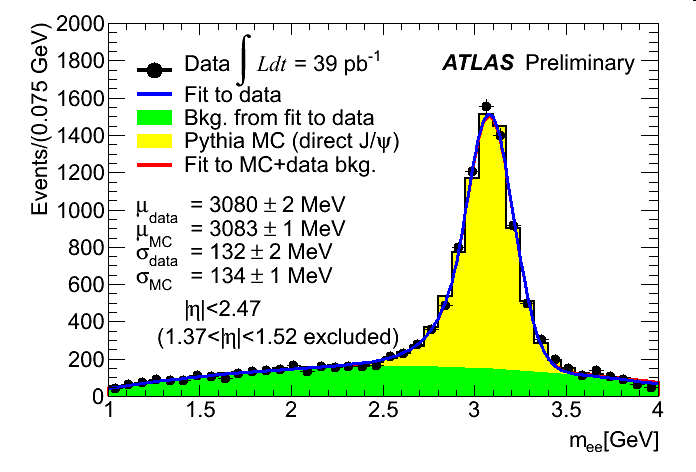 Events/(0.075 GeV)
2000
1800
1600
1400
1200
1000
800
600
400
200
0
Data ∫ Ldt = 39 pb⁻¹
Fit to data
Bkg. from fit to data
Pythia MC (direct J/ψ)
Fit to MC+data bkg.
ATLAS Preliminary
μdata = 3080 ± 2 MeV
μMC = 3083 ± 1 MeV
σdata = 132 ± 2 MeV
σMC = 134 ± 1 MeV
|η|<2.47
(1.37<|η|<1.52 excluded)
1 1.5 2 2.5 3 3.5 4
mee[GeV]